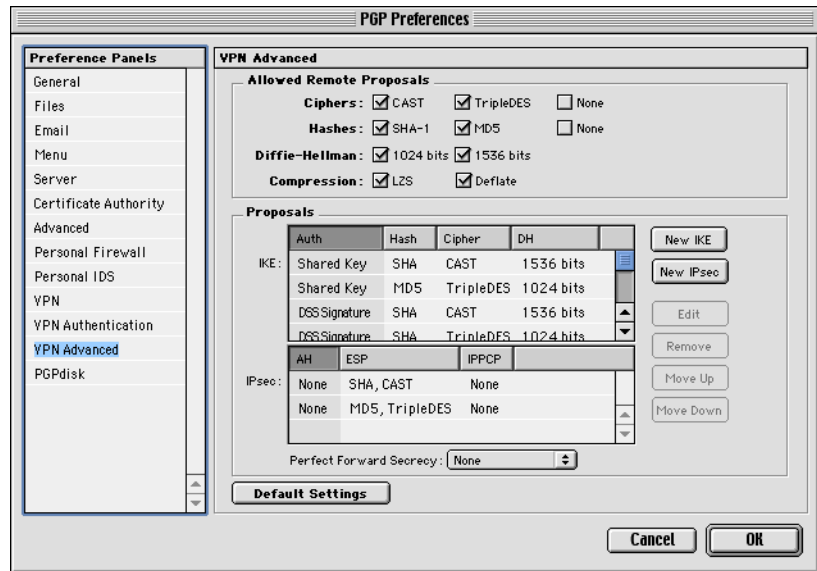 PGP Preferences
Preference Panels
General
Files
Email
Menu
Server
Certificate Authority
Advanced
Personal Firewall
Personal IDS
VPN
VPN Authentication
VPN Advanced
PGPdisk
VPN Advanced
Allowed Remote Proposals
Ciphers: CAST TripleDES None
Hashes: SHA-1 MD5 None
Diffie-Hellman: 1024 bits 1536 bits
Compression: LZS Deflate
Proposals
Auth Hash Cipher DH
IKE: Shared Key SHA CAST 1536 bits
Shared Key MD5 TripleDES 1024 bits
DSS Signature SHA CAST 1536 bits
DSS Signature SHA TripleDES 1024 bits
New IKE
New IPsec
Edit
Remove
Move Up
Move Down
AH ESP IPPCP
IPsec: None SHA, CAST None
None MD5, TripleDES None
Perfect Forward Secrecy: None
Default Settings
Cancel OK